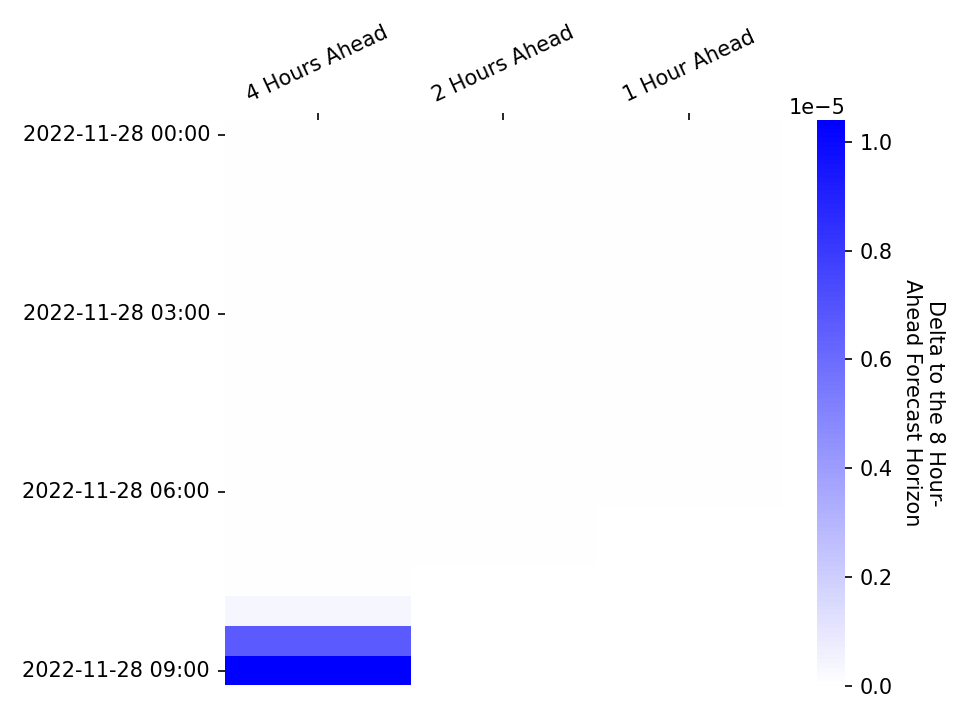 4 Hours Ahead
2 Hours Ahead
1 Hour Ahead
2022-11-28 00:00
2022-11-28 03:00
2022-11-28 06:00
2022-11-28 09:00
1e−5
1.0
0.8
0.6
0.4
0.2
0.0
Delta to the 8 Hour-
Ahead Forecast Horizon